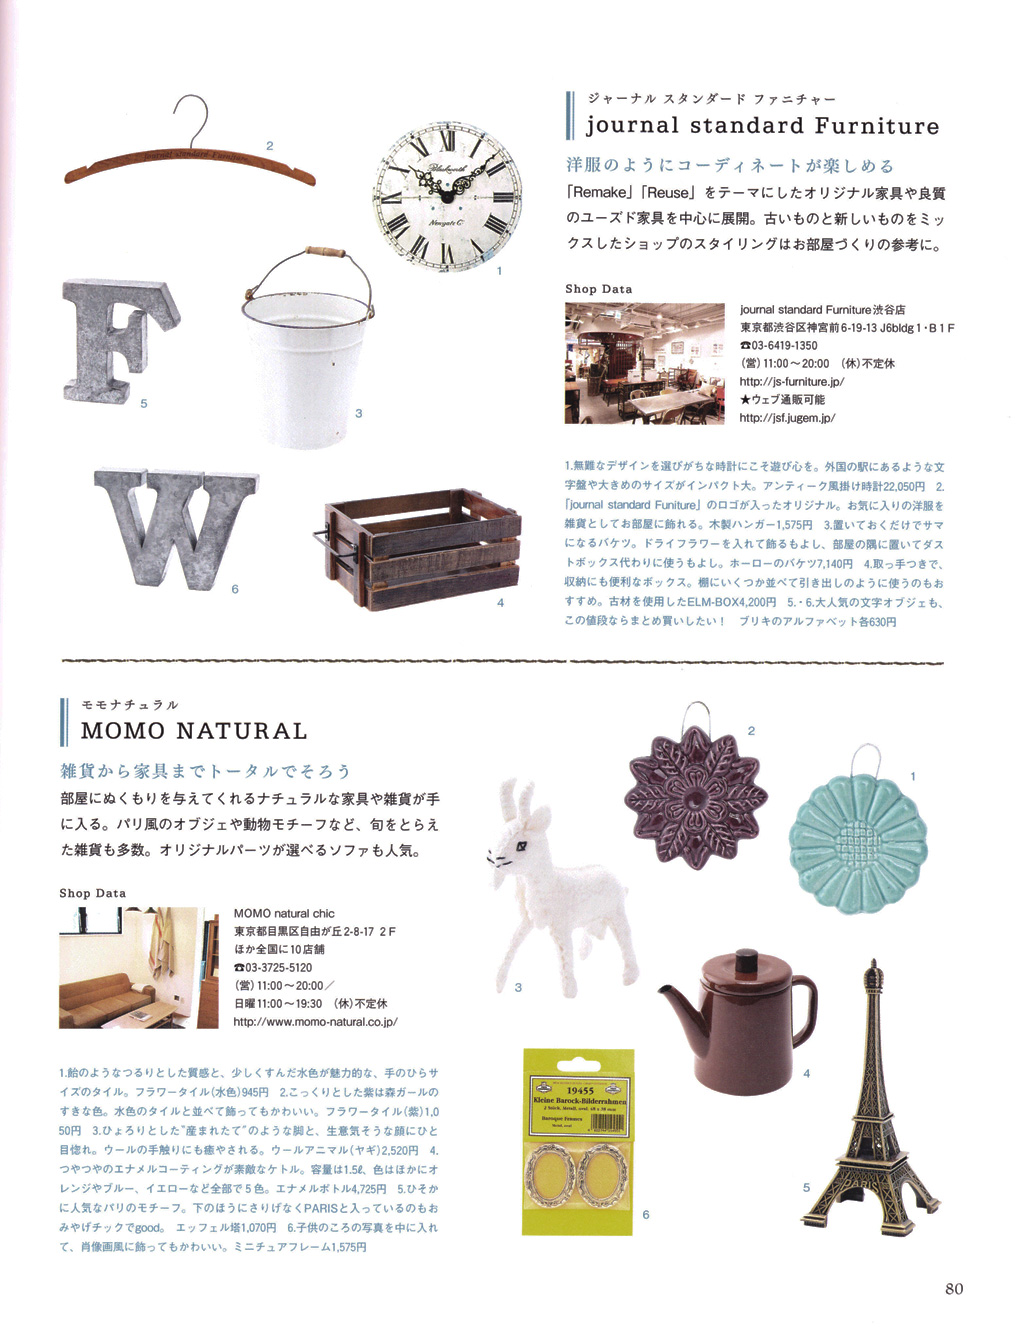 ジャーナル スタンダード ファニチャー
journal standard Furniture
洋服のようにコーディネートが楽しめる
「Remake」「Reuse」をテーマにしたオリジナル家具や良質
のユーズド家具を中心に展開。古いものと新しいものをミッ
クスしたショップのスタイリングはお部屋づくりの参考に。
Shop Data
journal standard Furniture渋谷店
東京都渋谷区神宮前6-19-13 J6bldg 1・B 1 F
☎03-6419-1350
(営)11:00〜20:00 (休)不定休
http://js-furniture.jp/
★ウェブ通販可能
http://jsf.jugem.jp/
1.無難なデザインを選びがちな時計にこそ遊び心を。外国の駅にあるような文
字盤や大きめのサイズがインパクト大。アンティーク風掛け時計22,050円 2.
「journal standard Funiture」のロゴが入ったオリジナル。お気に入りの洋服を
雑貨としてお部屋に飾れる。木製ハンガー1,575円 3.置いておくだけでサマ
になるバケツ。ドライフラワーを入れて飾るもよし、部屋の隅に置いてダス
トボックス代わりに使うもよし。ホーローのバケツ7,140円 4.取っ手つきで、
収納にも便利なボックス。棚にいくつか並べて引き出しのように使うのもお
すすめ。古材を使用したELM-BOX4,200円 5.・6.大人気の文字オブジェも、
この値段ならまとめ買いしたい! ブリキのアルファベット各630円
journal standard Furniture
2
Newgate C
1
F
5
3
W
6
4
モモナチュラル
MOMO NATURAL
雑貨から家具までトータルでそろう
部屋にぬくもりを与えてくれるナチュラルな家具や雑貨が手
に入る。パリ風のオブジェや動物モチーフなど、旬をとらえ
た雑貨も多数。オリジナルパーツが選べるソファも人気。
Shop Data
MOMO natural chic
東京都目黒区自由が丘2-8-17 2 F
ほか全国に10店舗
☎03-3725-5120
(営)11:00〜20:00／
日曜11:00〜19:30 (休)不定休
http://www.momo-natural.co.jp/
1.飴のようなつるりとした質感と、少しくすんだ水色が魅力的な、手のひらサ
イズのタイル。フラワータイル(水色)945円 2.こっくりとした紫は森ガールの
すきな色。水色のタイルと並べて飾ってもかわいい。フラワータイル(紫)1,0
50円 3.ひょろりとした"産まれたて"のような脚と、生意気そうな顔にひと
目惚れ。ウールの手触りにも癒やされる。ウールアニマル(ヤギ)2,520円 4.
つやつやのエナメルコーティングが素敵なケトル。容量は1.5ℓ、色はほかにオ
レンジやブルー、イエローなど全部で5色。エナメルボトル4,725円 5.ひそか
に人気なパリのモチーフ。下のほうにさりげなくPARISと入っているのもお
みやげチックでgood。 エッフェル塔1,070円 6.子供のころの写真を中に入れ
て、肖像画風に飾ってもかわいい。ミニチュアフレーム1,575円
2
1
3
4
19455
Kleine Barock-Bilderrahmen
2 Stück, Metall, oval, 48 x 38 mm
Baroque Frames
Metal, oval
6
PARIS
5
80